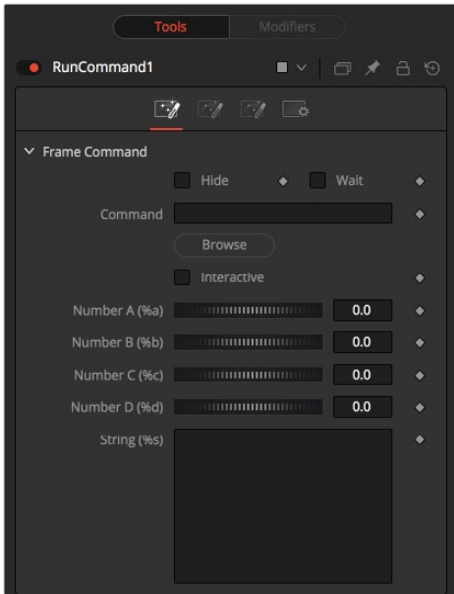 Tools Modifiers
RunCommand1
Frame Command
Hide Wait
Command
Browse
Interactive
Number A (%a) 0.0
Number B (%b) 0.0
Number C (%c) 0.0
Number D (%d) 0.0
String (%s)